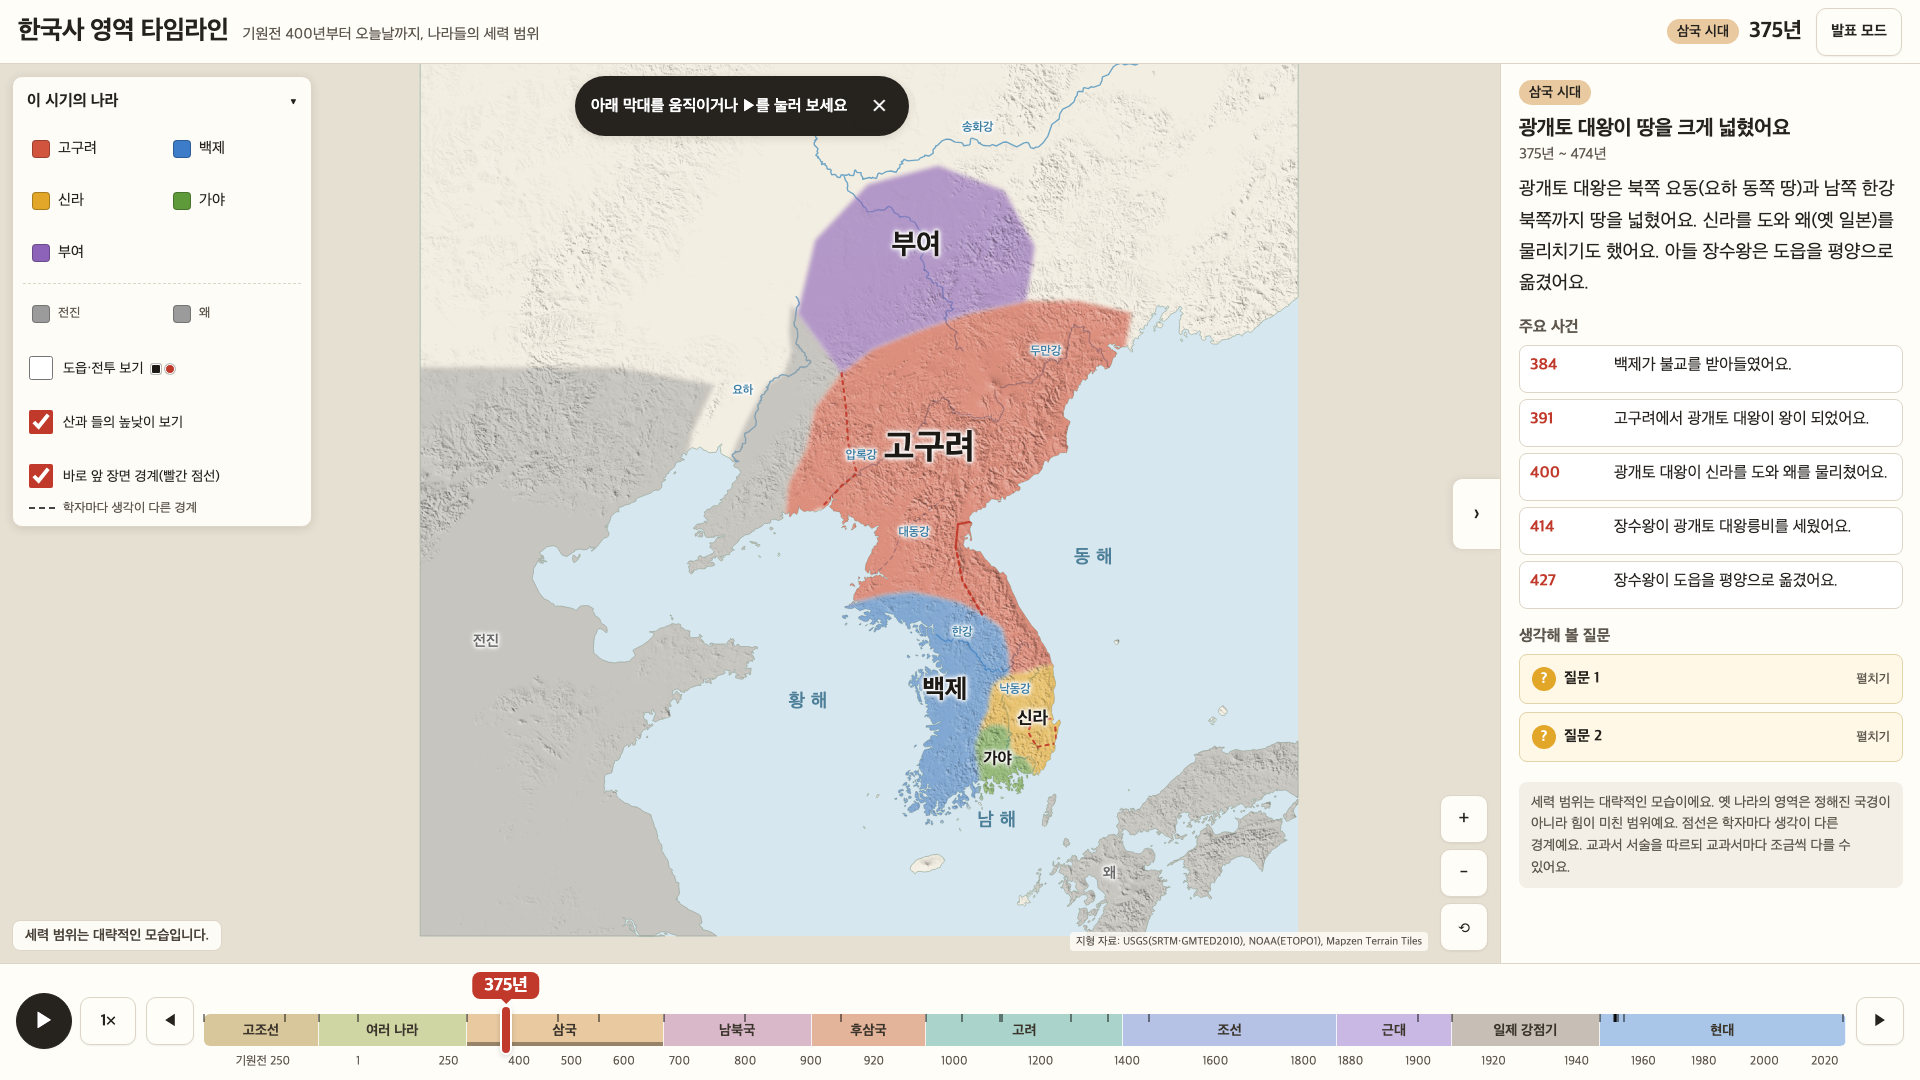 한국사 영역 타임라인
기원전 400년부터 오늘날까지, 나라들의 세력 범위
삼국 시대
375년
발표 모드
이 시기의 나라
▼
고구려
백제
신라
가야
부여
전진
왜
도읍·전투 보기
산과 들의 높낮이 보기
바로 앞 장면 경계(빨간 점선)
학자마다 생각이 다른 경계
아래 막대를 움직이거나 ▶를 눌러 보세요
✕
송화강
부여
두만강
요하
고구려
압록강
대동강
동 해
한강
전진
백제
낙동강
신라
황 해
가야
남 해
왜
세력 범위는 대략적인 모습입니다.
지형 자료: USGS(SRTM·GMTED2010), NOAA(ETOPO1), Mapzen Terrain Tiles
›
+
−
⟲
삼국 시대
광개토 대왕이 땅을 크게 넓혔어요
375년 ~ 474년
광개토 대왕은 북쪽 요동(요하 동쪽 땅)과 남쪽 한강
북쪽까지 땅을 넓혔어요. 신라를 도와 왜(옛 일본)를
물리치기도 했어요. 아들 장수왕은 도읍을 평양으로
옮겼어요.
주요 사건
384 백제가 불교를 받아들였어요.
391 고구려에서 광개토 대왕이 왕이 되었어요.
400 광개토 대왕이 신라를 도와 왜를 물리쳤어요.
414 장수왕이 광개토 대왕릉비를 세웠어요.
427 장수왕이 도읍을 평양으로 옮겼어요.
생각해 볼 질문
? 질문 1 펼치기
? 질문 2 펼치기
세력 범위는 대략적인 모습이에요. 옛 나라의 영역은 정해진 국경이
아니라 힘이 미친 범위예요. 점선은 학자마다 생각이 다른
경계예요. 교과서 서술을 따르되 교과서마다 조금씩 다를 수
있어요.
375년
1×
고조선 여러 나라 삼국 남북국 후삼국 고려 조선 근대 일제 강점기 현대
기원전 250 1 250 400 500 600 700 800 900 920 1000 1200 1400 1600 1800 1880 1900 1920 1940 1960 1980 2000 2020